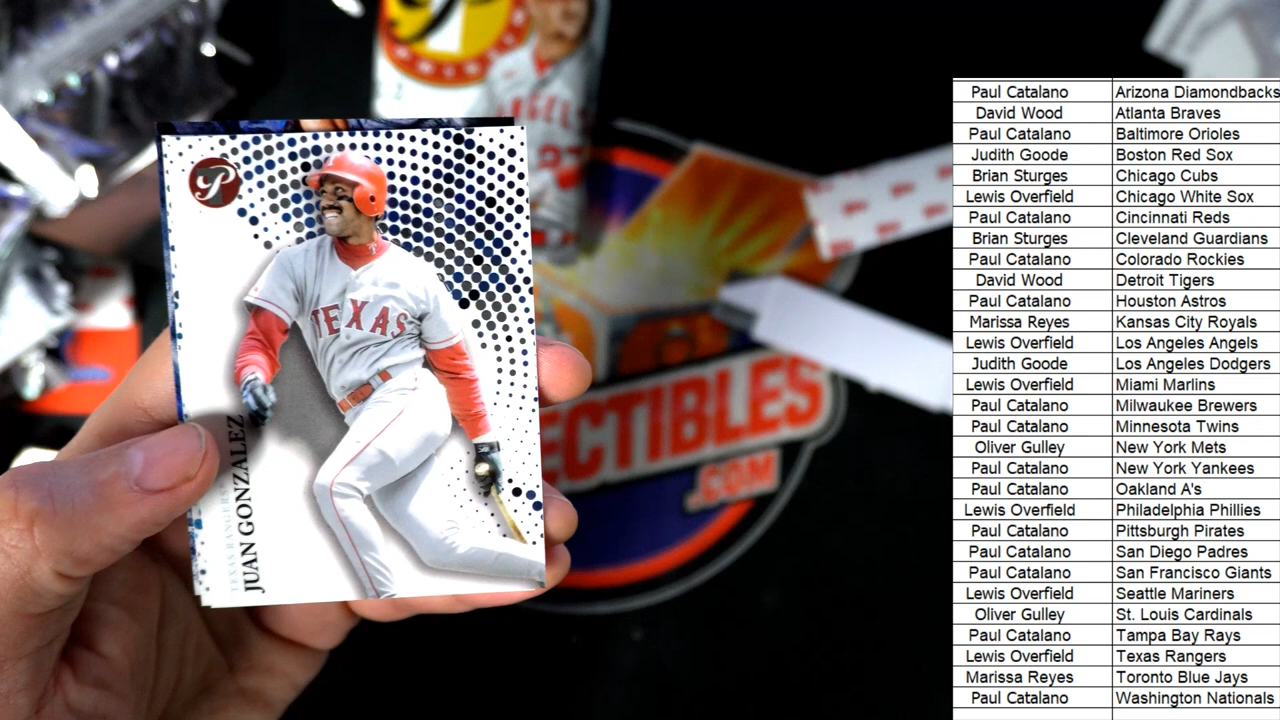 P
TEXAS
TEXAS RANGERS
JUAN GONZALEZ
ANGELS
27
ECTIBLES
.COM
Paul Catalano Arizona Diamondbacks
David Wood Atlanta Braves
Paul Catalano Baltimore Orioles
Judith Goode Boston Red Sox
Brian Sturges Chicago Cubs
Lewis Overfield Chicago White Sox
Paul Catalano Cincinnati Reds
Brian Sturges Cleveland Guardians
Paul Catalano Colorado Rockies
David Wood Detroit Tigers
Paul Catalano Houston Astros
Marissa Reyes Kansas City Royals
Lewis Overfield Los Angeles Angels
Judith Goode Los Angeles Dodgers
Lewis Overfield Miami Marlins
Paul Catalano Milwaukee Brewers
Paul Catalano Minnesota Twins
Oliver Gulley New York Mets
Paul Catalano New York Yankees
Paul Catalano Oakland A's
Lewis Overfield Philadelphia Phillies
Paul Catalano Pittsburgh Pirates
Paul Catalano San Diego Padres
Paul Catalano San Francisco Giants
Lewis Overfield Seattle Mariners
Oliver Gulley St. Louis Cardinals
Paul Catalano Tampa Bay Rays
Lewis Overfield Texas Rangers
Marissa Reyes Toronto Blue Jays
Paul Catalano Washington Nationals